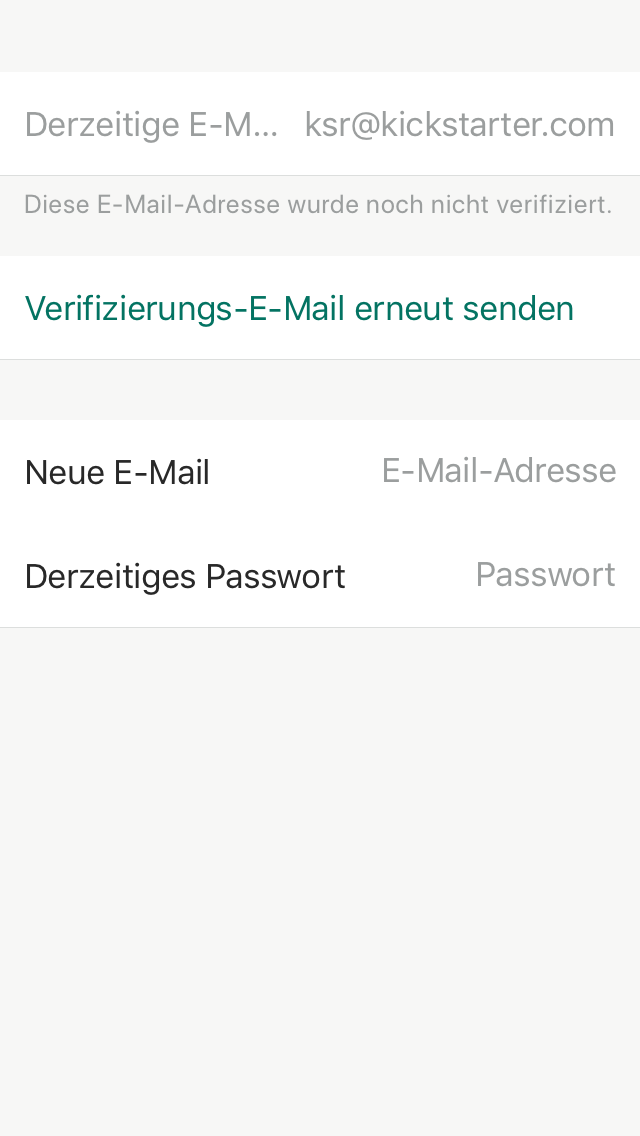 Derzeitige E-M... ksr@kickstarter.com
Diese E-Mail-Adresse wurde noch nicht verifiziert.
Verifizierungs-E-Mail erneut senden
Neue E-Mail E-Mail-Adresse
Derzeitiges Passwort Passwort